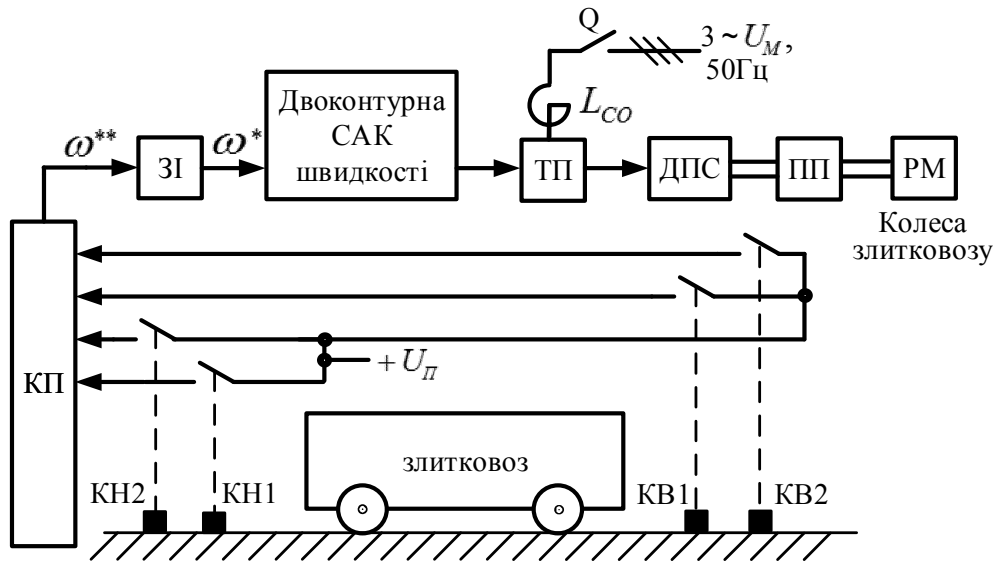 Q
3 ~ U_M,
50Гц
L_CO
ω**
ЗІ
ω*
Двоконтурна
САК
швидкості
ТП
ДПС
ПП
РМ
Колеса
злитковозу
КП
+ U_П
злитковоз
КН2
КН1
КВ1
КВ2